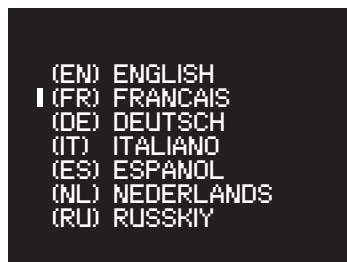 (EN) ENGLISH
(FR) FRANCAIS
(DE) DEUTSCH
(IT) ITALIANO
(ES) ESPANOL
(NL) NEDERLANDS
(RU) RUSSKIY